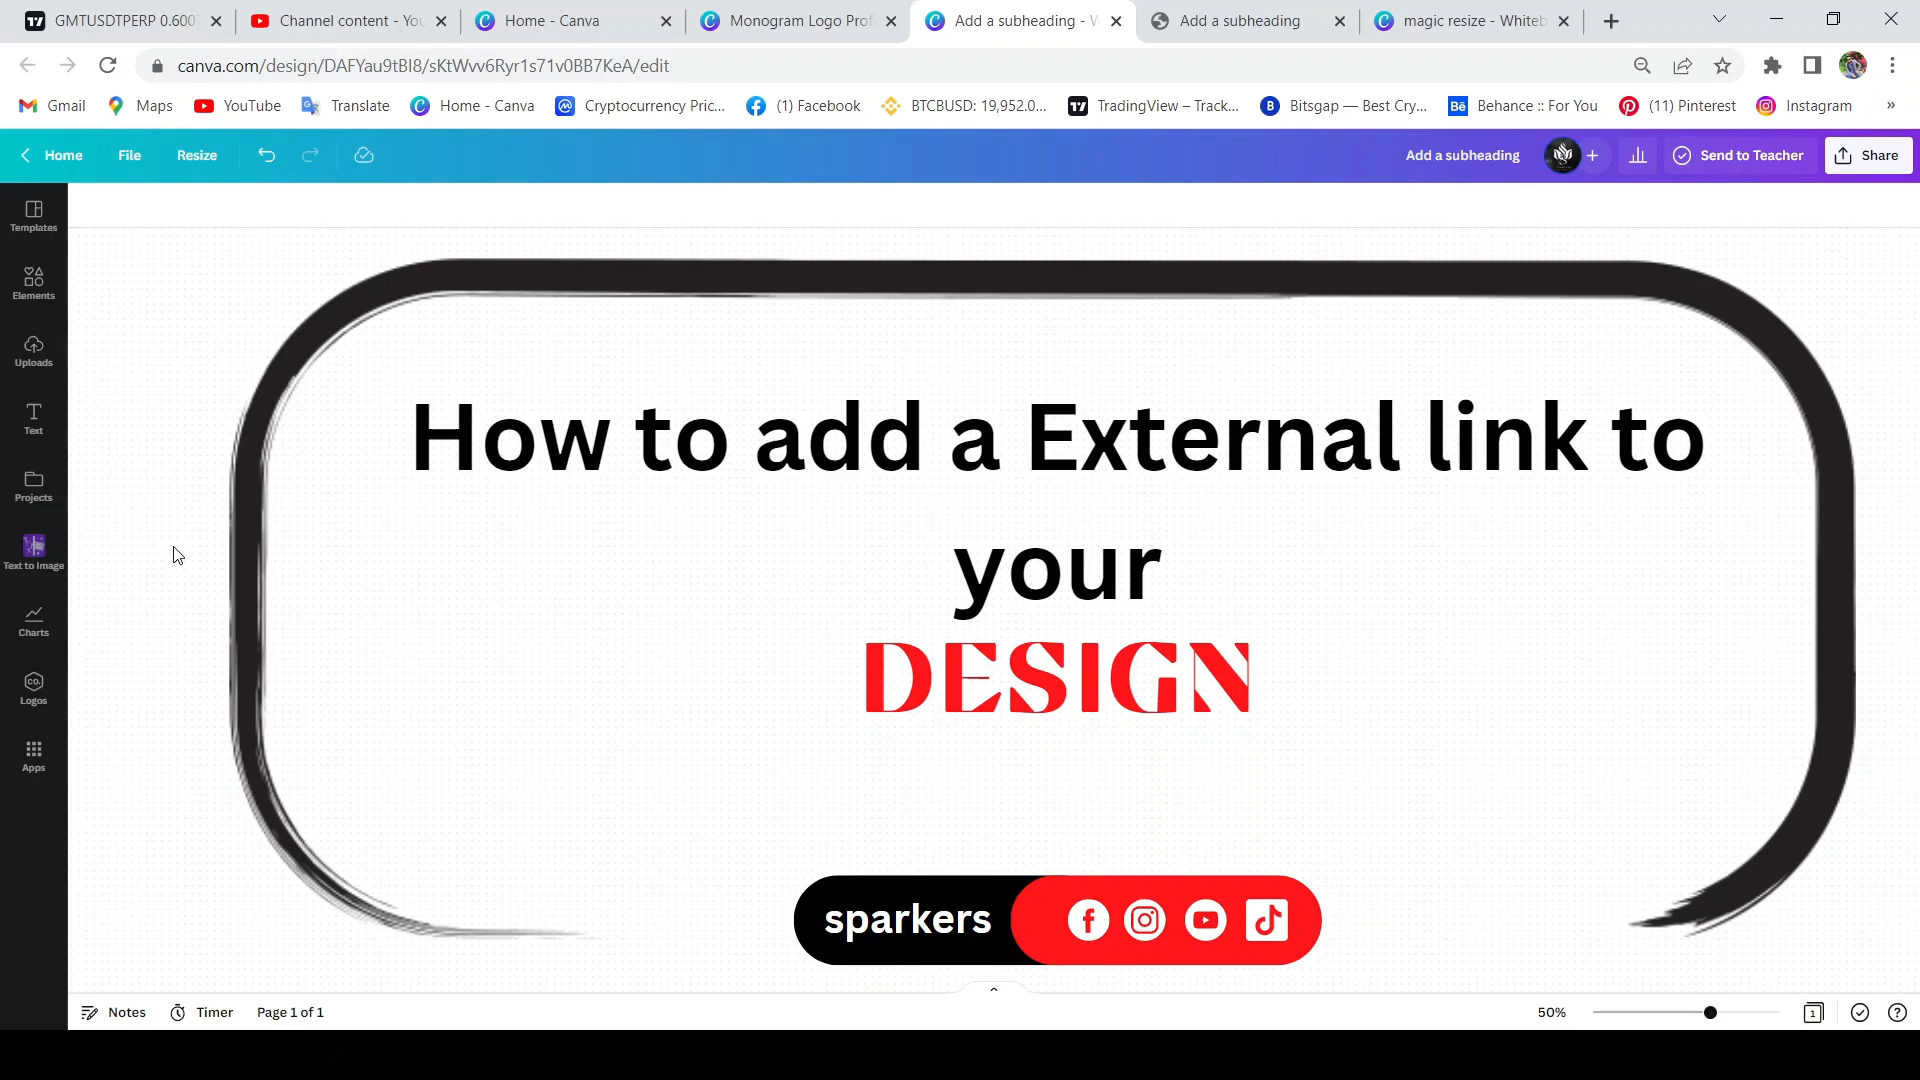 GMTUSDTPERP 0.600
Channel content - You
Home - Canva
Monogram Logo Prof
Add a subheading - W
Add a subheading
magic resize - Whiteb
canva.com/design/DAFYau9tBI8/sKtWvv6Ryr1s71v0BB7KeA/edit
Gmail
Maps
YouTube
Translate
Home - Canva
Cryptocurrency Pric...
(1) Facebook
BTCBUSD: 19,952.0...
TradingView – Track...
Bitsgap — Best Cry...
Behance :: For You
(11) Pinterest
Instagram
»
Home
File
Resize
Add a subheading
Send to Teacher
Share
Templates
Elements
Uploads
Text
Projects
Text to Image
Charts
CO.
Logos
Apps
How to add a External link to
your
DESIGN
sparkers
Notes
Timer
Page 1 of 1
50%
1